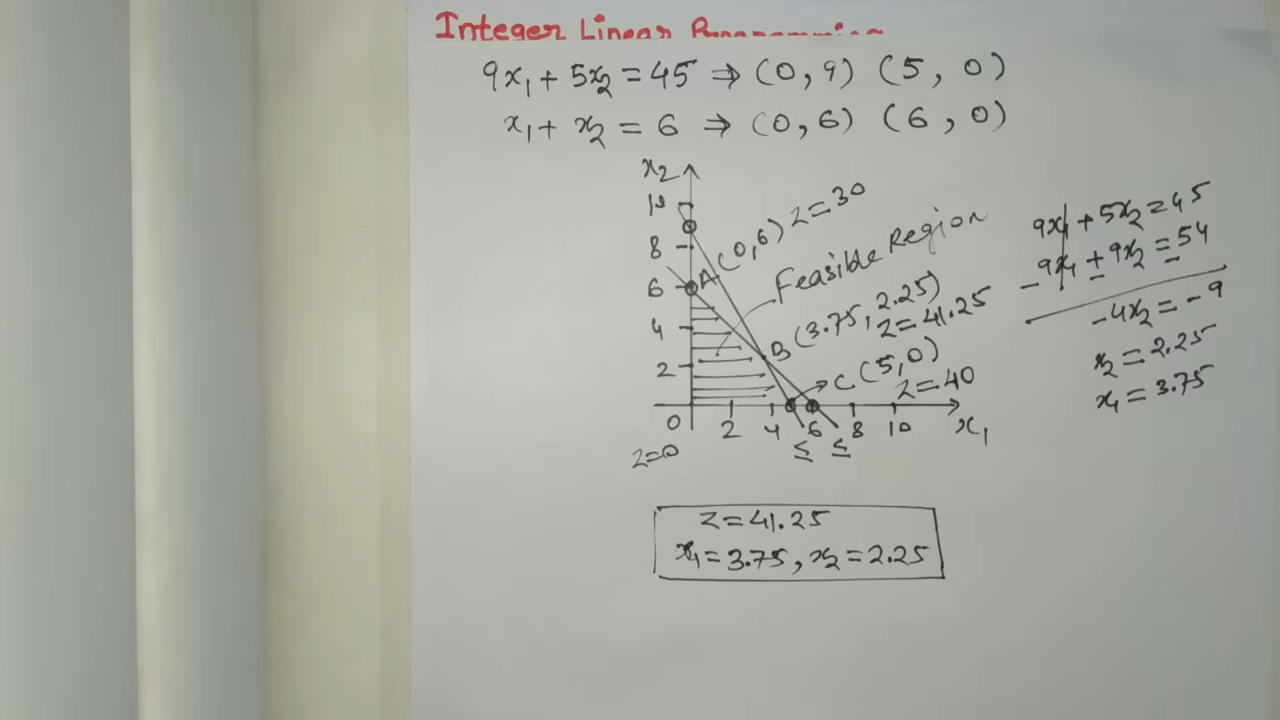 Integer Linear Programming
9x₁ + 5x₂ = 45 ⇒ (0, 9) (5, 0)
x₁ + x₂ = 6 ⇒ (0, 6) (6, 0)
x₂
10
8
6
4
2
0
2 4 6 8 10 x₁
≤ ≤
Z=0
A (0,6) Z=30
Feasible Region
B (3.75, 2.25)
Z=41.25
C (5,0)
Z=40
9x₁ + 5x₂ = 45
- 9x₁ ± 9x₂ = 54
-4x₂ = -9
x₂ = 2.25
x₁ = 3.75
Z=41.25
x₁ = 3.75, x₂ = 2.25